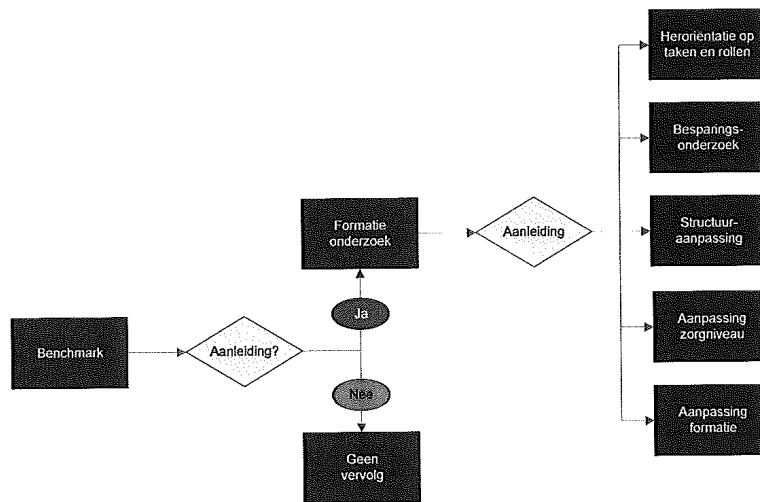 Benchmark
Aanleiding?
Ja
Nee
Formatie
onderzoek
Geen
vervolg
Aanleiding
Heroriëntatie op
taken en rollen
Besparings-
onderzoek
Structuur-
aanpassing
Aanpassing
zorgniveau
Aanpassing
formatie